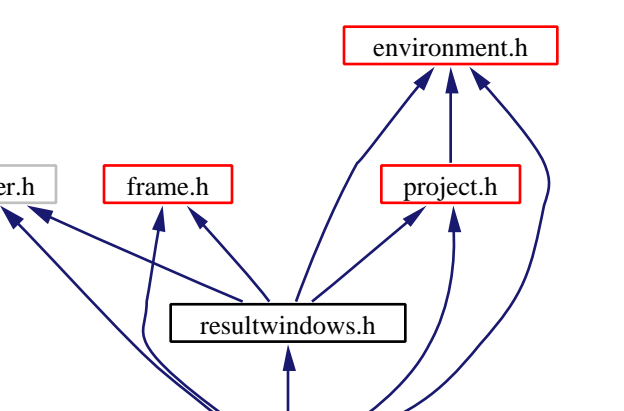 environment.h
er.h
frame.h
project.h
resultwindows.h